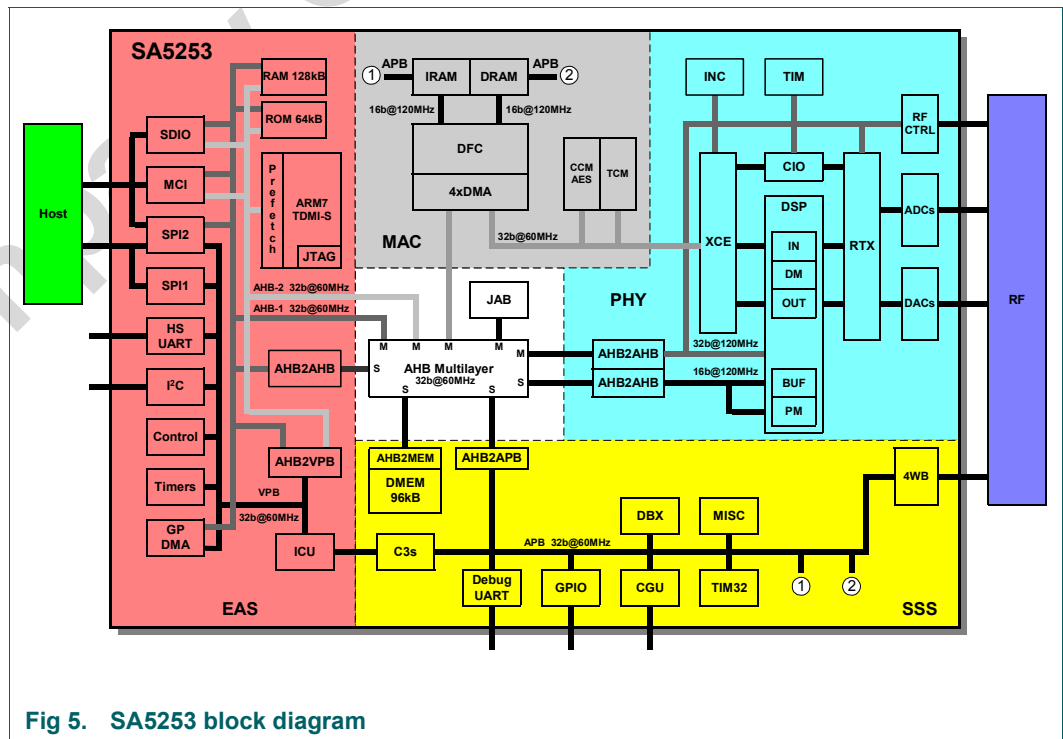 SA5253
RAM 128kB
ROM 64kB
SDIO
MCI
SPI2
SPI1
HS
UART
I²C
Control
Timers
GP
DMA
Host
Prefetch
ARM7
TDMI-S
JTAG
AHB-2 32b@60MHz
AHB-1 32b@60MHz
AHB2AHB
AHB2VPB
VPB
32b@60MHz
ICU
EAS
APB
1
IRAM
DRAM
APB
2
16b@120MHz
16b@120MHz
DFC
4xDMA
CCM
AES
TCM
32b@60MHz
MAC
JAB
M
M
M
M
M
S
AHB Multilayer
32b@60MHz
S
S
S
AHB2AHB
AHB2AHB
PHY
INC
TIM
RF
CTRL
CIO
XCE
DSP
IN
DM
OUT
RTX
ADCs
DACs
32b@120MHz
16b@120MHz
BUF
PM
RF
AHB2MEM
DMEM
96kB
AHB2APB
4WB
DBX
MISC
C3s
APB 32b@60MHz
Debug
UART
GPIO
CGU
TIM32
1
2
SSS
Fig 5. SA5253 block diagram